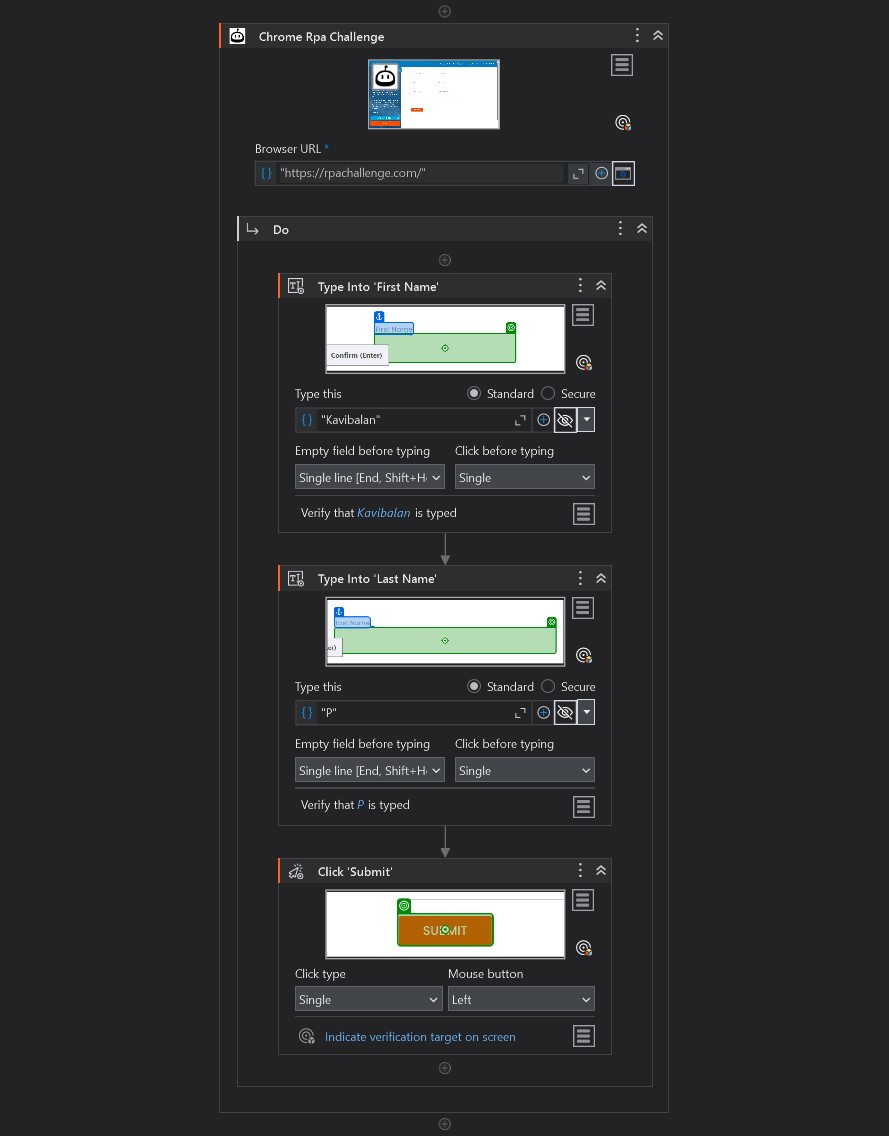 Chrome Rpa Challenge
Browser URL *
{ } "https://rpachallenge.com/"
Do
Type Into 'First Name'
First Name
Confirm (Enter)
Type this
Standard Secure
{ } "Kavibalan"
Empty field before typing Click before typing
Single line [End, Shift+H Single
Verify that Kavibalan is typed
Type Into 'Last Name'
Last Name
er)
Type this
Standard Secure
{ } "P"
Empty field before typing Click before typing
Single line [End, Shift+H Single
Verify that P is typed
Click 'Submit'
SUBMIT
Click type Mouse button
Single Left
Indicate verification target on screen